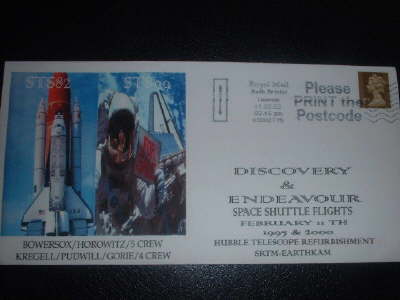 STS82
STS99
BOWERSOX/HOROWITZ/5 CREW
KREGELL/PUDWILL/GORIE/4 CREW
Royal Mail
Please
PRINT the
Postcode
DISCOVERY
&
ENDEAVOUR
SPACE SHUTTLE FLIGHTS
FEBRUARY 11 TH
1997 & 2000
HUBBLE TELESCOPE REFURBISHMENT
SRTM-EARTHKAM